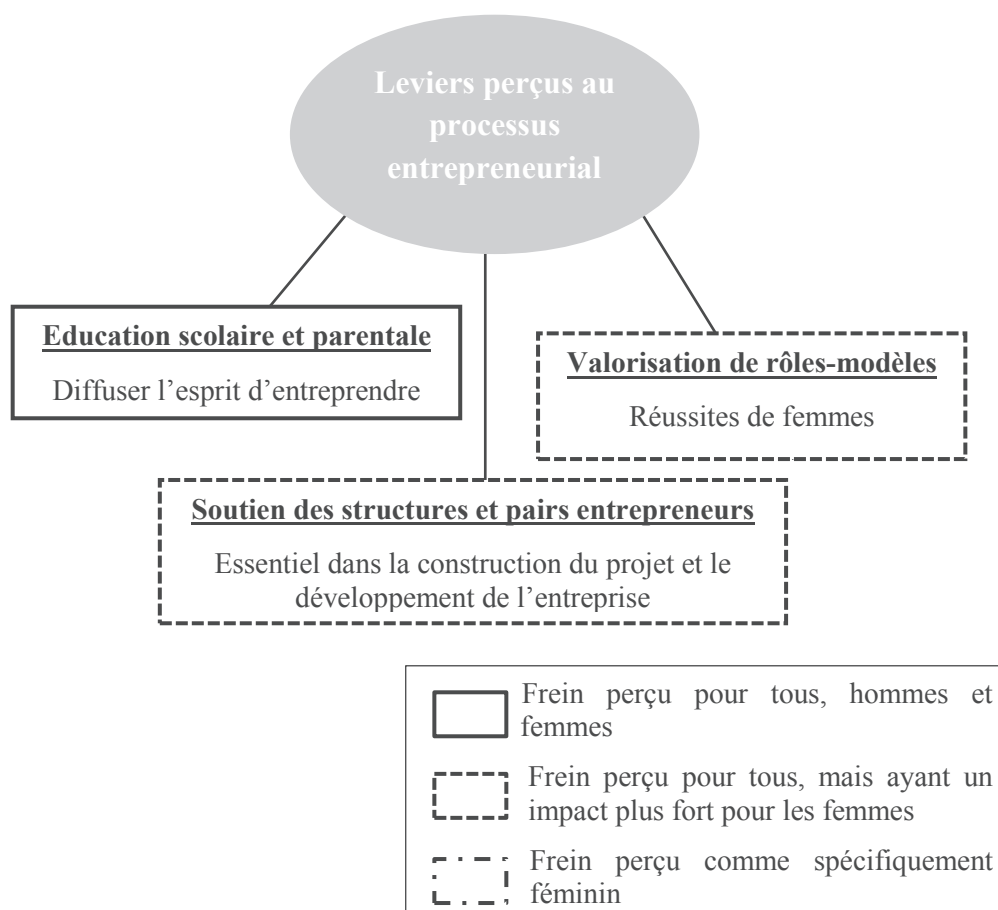 Leviers perçus au
processus
entrepreneurial
Education scolaire et parentale
Diffuser l’esprit d’entreprendre
Valorisation de rôles-modèles
Réussites de femmes
Soutien des structures et pairs entrepreneurs
Essentiel dans la construction du projet et le
développement de l’entreprise
Frein perçu pour tous, hommes et
femmes
Frein perçu pour tous, mais ayant un
impact plus fort pour les femmes
Frein perçu comme spécifiquement
féminin